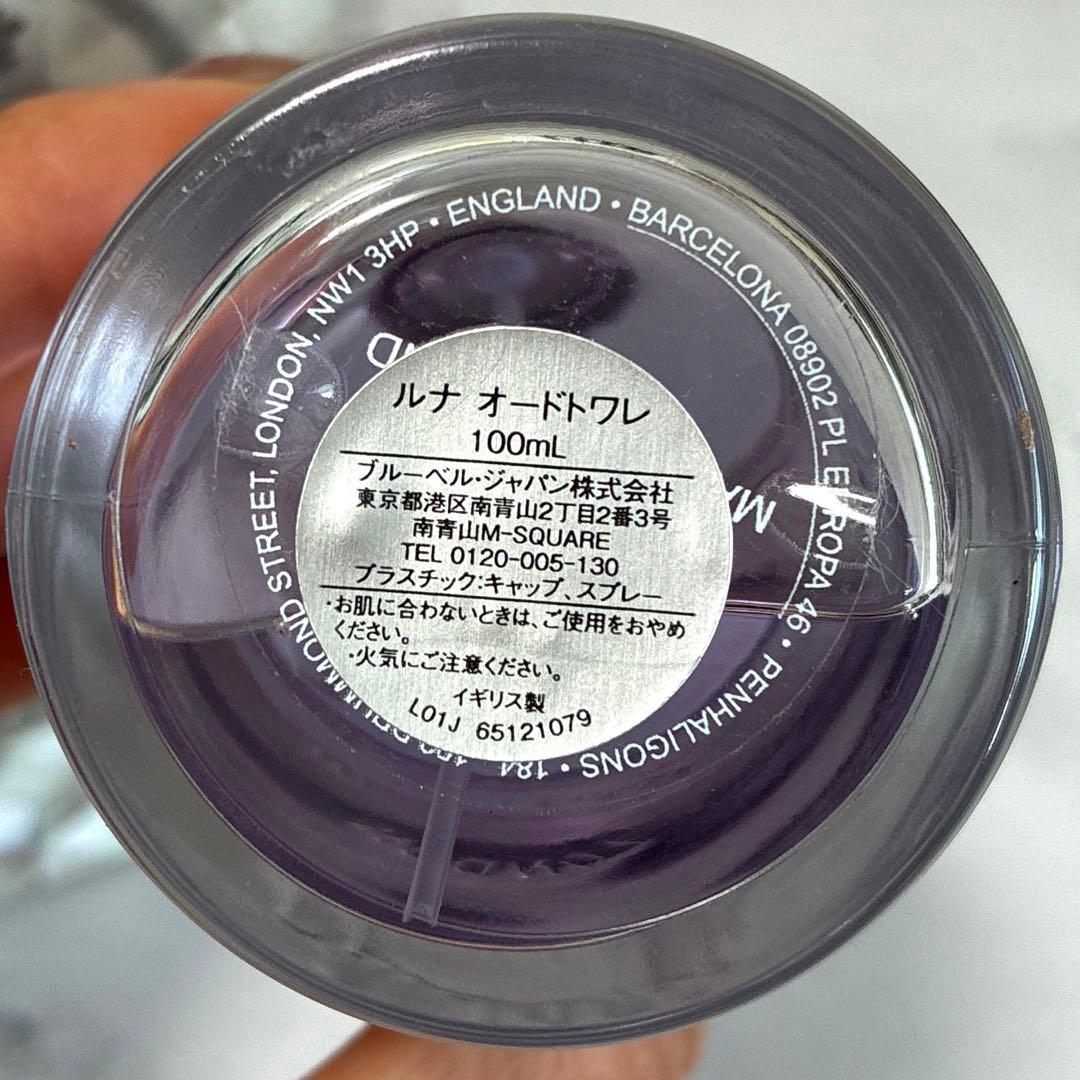 ルナ オードトワレ
100mL
ブルーベル・ジャパン株式会社
東京都港区南青山2丁目2番3号
南青山M-SQUARE
TEL 0120-005-130
プラスチック:キャップ、スプレー
・お肌に合わないときは、ご使用をおやめ
ください。
・火気にご注意ください。
イギリス製
L01J 65121079
STREET, LONDON, NW1 3HP • ENGLAND • BARCELONA 08902 PL EUROPA 46 • PENHALIGONS • 184